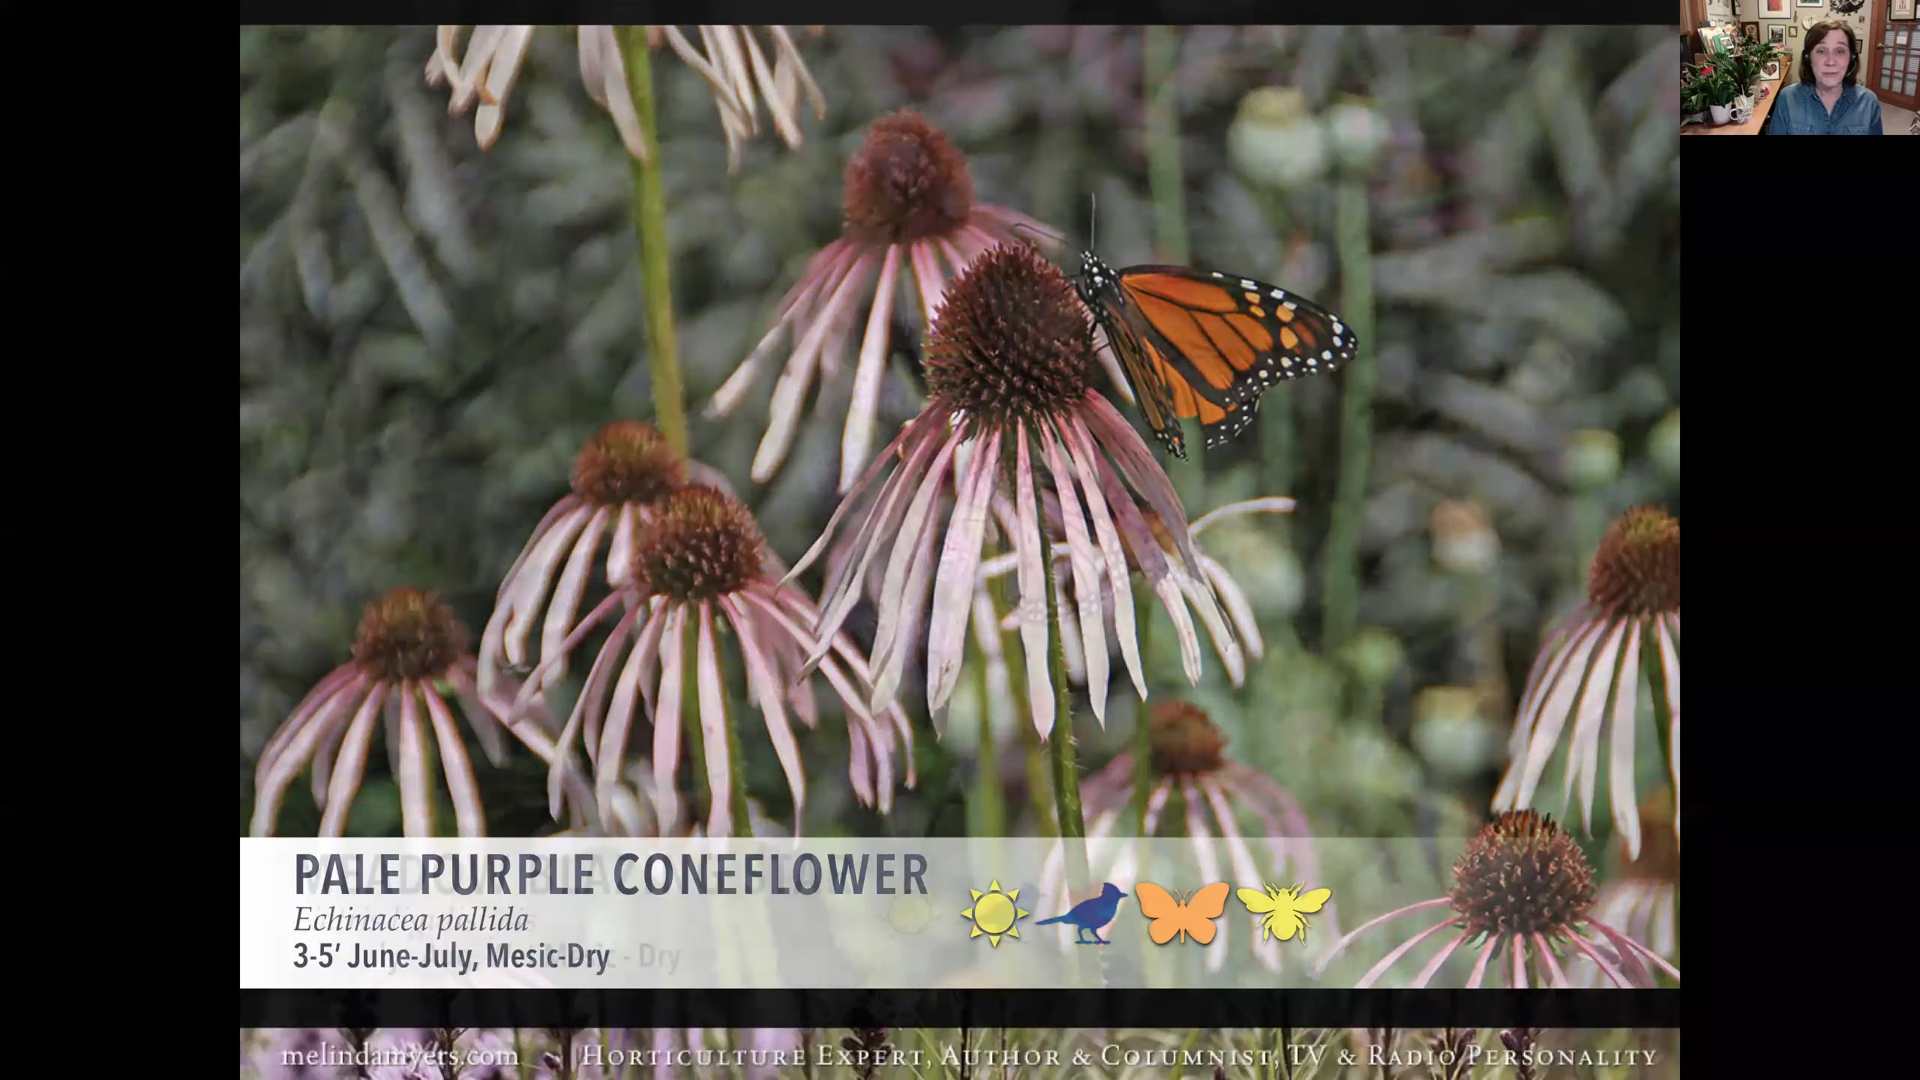 PALE PURPLE CONEFLOWER
Echinacea pallida
3-5’ June-July, Mesic-Dry
melindamyers.com ~ HORTICULTURE EXPERT, AUTHOR & COLUMNIST, TV & RADIO PERSONALITY